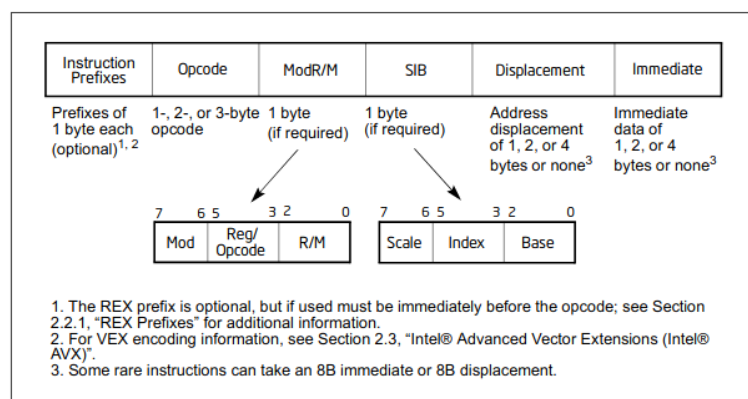 Instruction Prefixes Opcode ModR/M SIB Displacement Immediate
Prefixes of 1 byte each (optional)1, 2
1-, 2-, or 3-byte opcode
1 byte (if required)
1 byte (if required)
Address displacement of 1, 2, or 4 bytes or none3
Immediate data of 1, 2, or 4 bytes or none3
7 6 5 3 2 0
Mod Reg/Opcode R/M
7 6 5 3 2 0
Scale Index Base
1. The REX prefix is optional, but if used must be immediately before the opcode; see Section
2.2.1, “REX Prefixes” for additional information.
2. For VEX encoding information, see Section 2.3, “Intel® Advanced Vector Extensions (Intel®
AVX)”.
3. Some rare instructions can take an 8B immediate or 8B displacement.